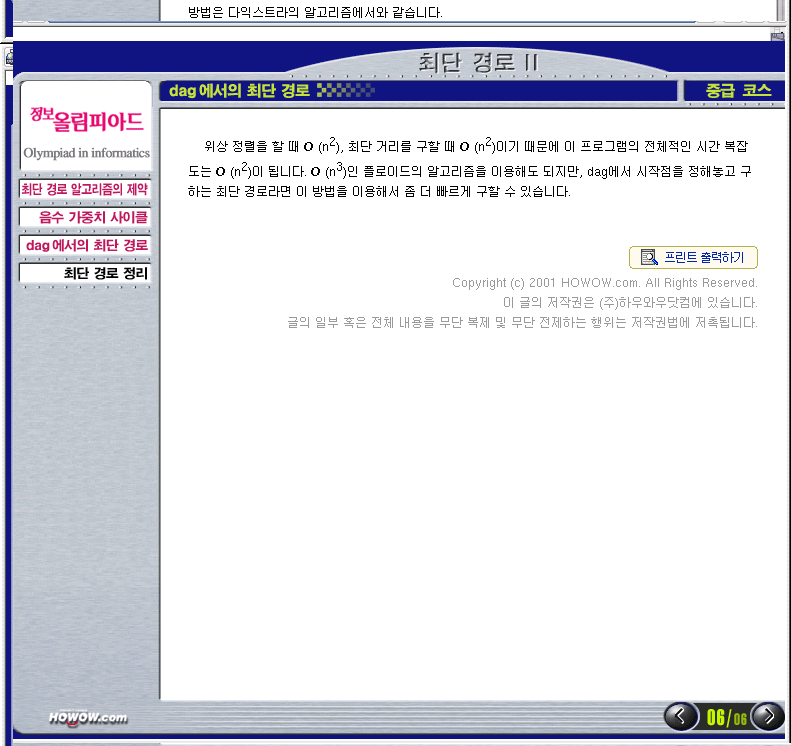 방법은 다익스트라의 알고리즘에서와 같습니다.
최단 경로 II
dag에서의 최단 경로
중급 코스
정보올림피아드
Olympiad in informatics
최단 경로 알고리즘의 제약
음수 가중치 사이클
dag에서의 최단 경로
최단 경로 정리
위상 정렬을 할 때 O (n²), 최단 거리를 구할 때 O (n²)이기 때문에 이 프로그램의 전체적인 시간 복잡
도는 O (n²)이 됩니다. O (n³)인 플로이드의 알고리즘을 이용해도 되지만, dag에서 시작점을 정해놓고 구
하는 최단 경로라면 이 방법을 이용해서 좀 더 빠르게 구할 수 있습니다.
프린트 출력하기
Copyright (c) 2001 HOWOW.com. All Rights Reserved.
이 글의 저작권은 (주)하우와우닷컴에 있습니다.
글의 일부 혹은 전체 내용을 무단 복제 및 무단 전제하는 행위는 저작권법에 저촉됩니다.
HOWOW.com
06/06